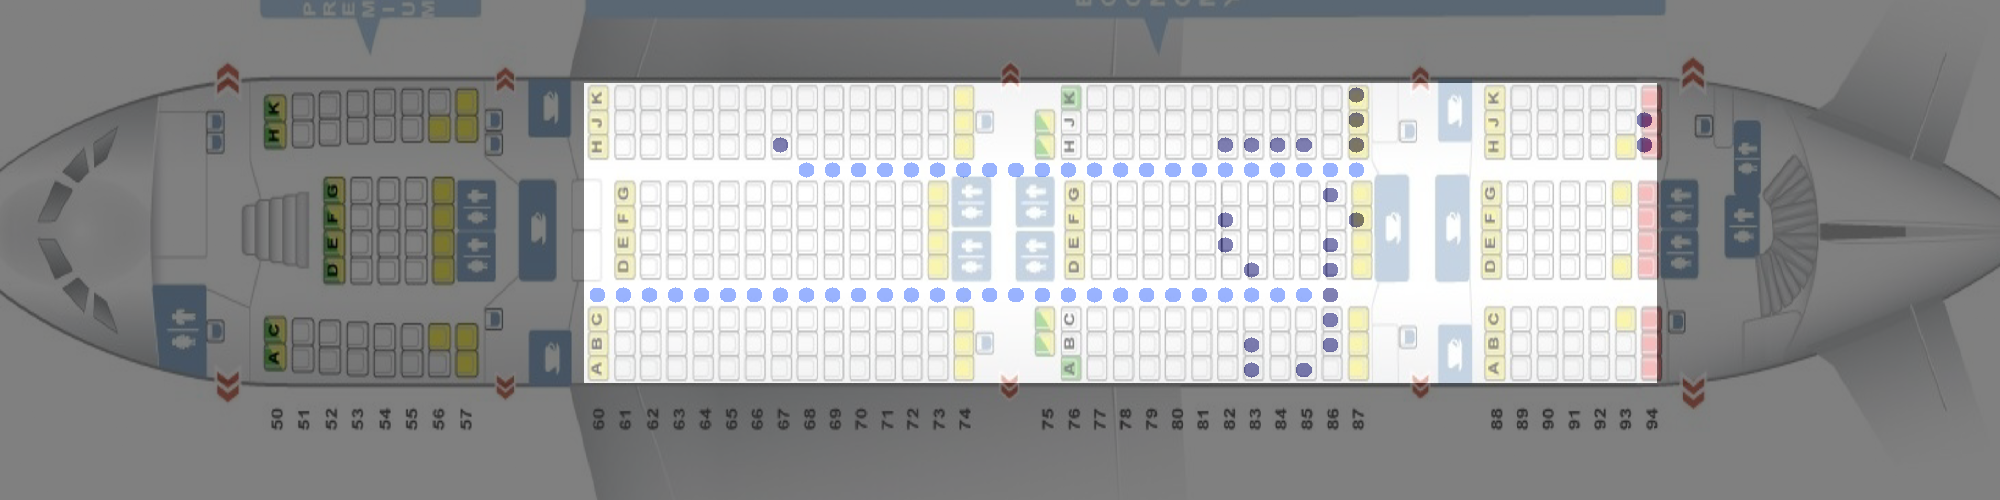 PREMIUM
ECONOMY
K K K K
H J J J
H H H
G G G G
F F F F
E E E E
D D D D
C C C C
A B B B
A A A
50 51 52 53 54 55 56 57 60 61 62 63 64 65 66 67 68 69 70 71 72 73 74 75 76 77 78 79 80 81 82 83 84 85 86 87 88 89 90 91 92 93 94